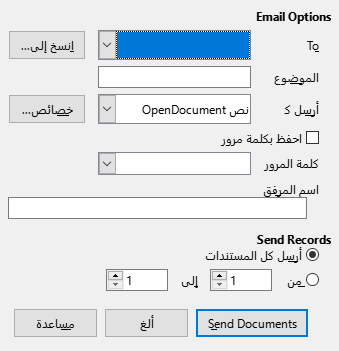 Email Options
To
إنسخ إلى...
الموضوع
أرسل ك
نص OpenDocument
خصائص...
احفظ بكلمة مرور
كلمة المرور
اسم المرفق
Send Records
أرسل كل المستندات
من 1 إلى 1
Send Documents ألغ مساعدة